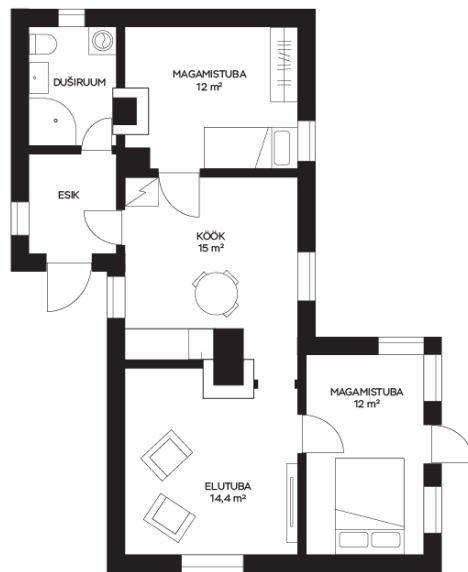 DUŠIRUUM
MAGAMISTUBA
12 m²
ESIK
KÖÖK
15 m²
MAGAMISTUBA
12 m²
ELUTUBA
14,4 m²